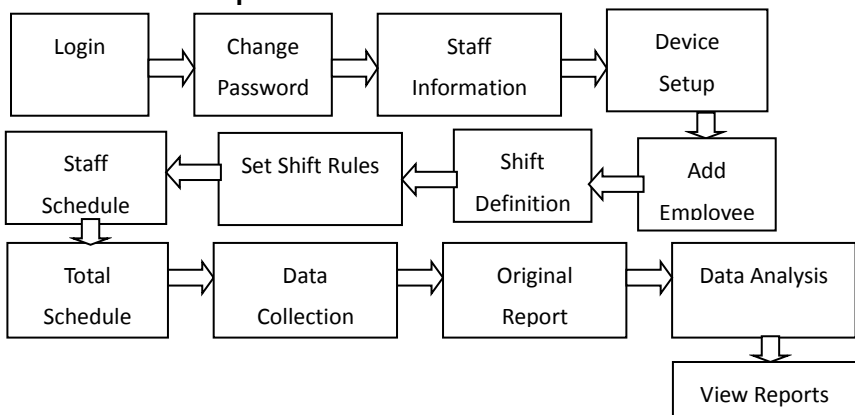 Login
Change
Password
Staff
Information
Device
Setup
Add
Employee
Shift
Definition
Set Shift Rules
Staff
Schedule
Total
Schedule
Data
Collection
Original
Report
Data Analysis
View Reports